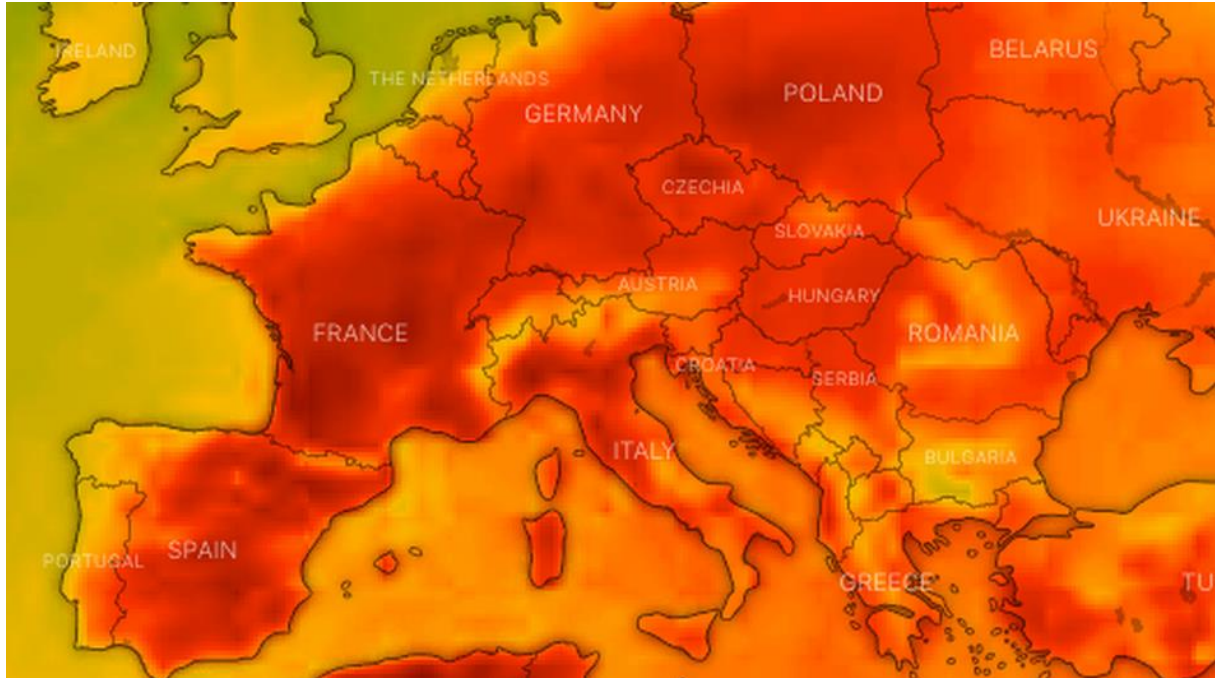 IRELAND
BELARUS
THE NETHERLANDS
POLAND
GERMANY
CZECHIA
UKRAINE
SLOVAKIA
AUSTRIA
HUNGARY
FRANCE
ROMANIA
CROATIA
SERBIA
ITALY
BULGARIA
SPAIN
PORTUGAL
GREECE
TU